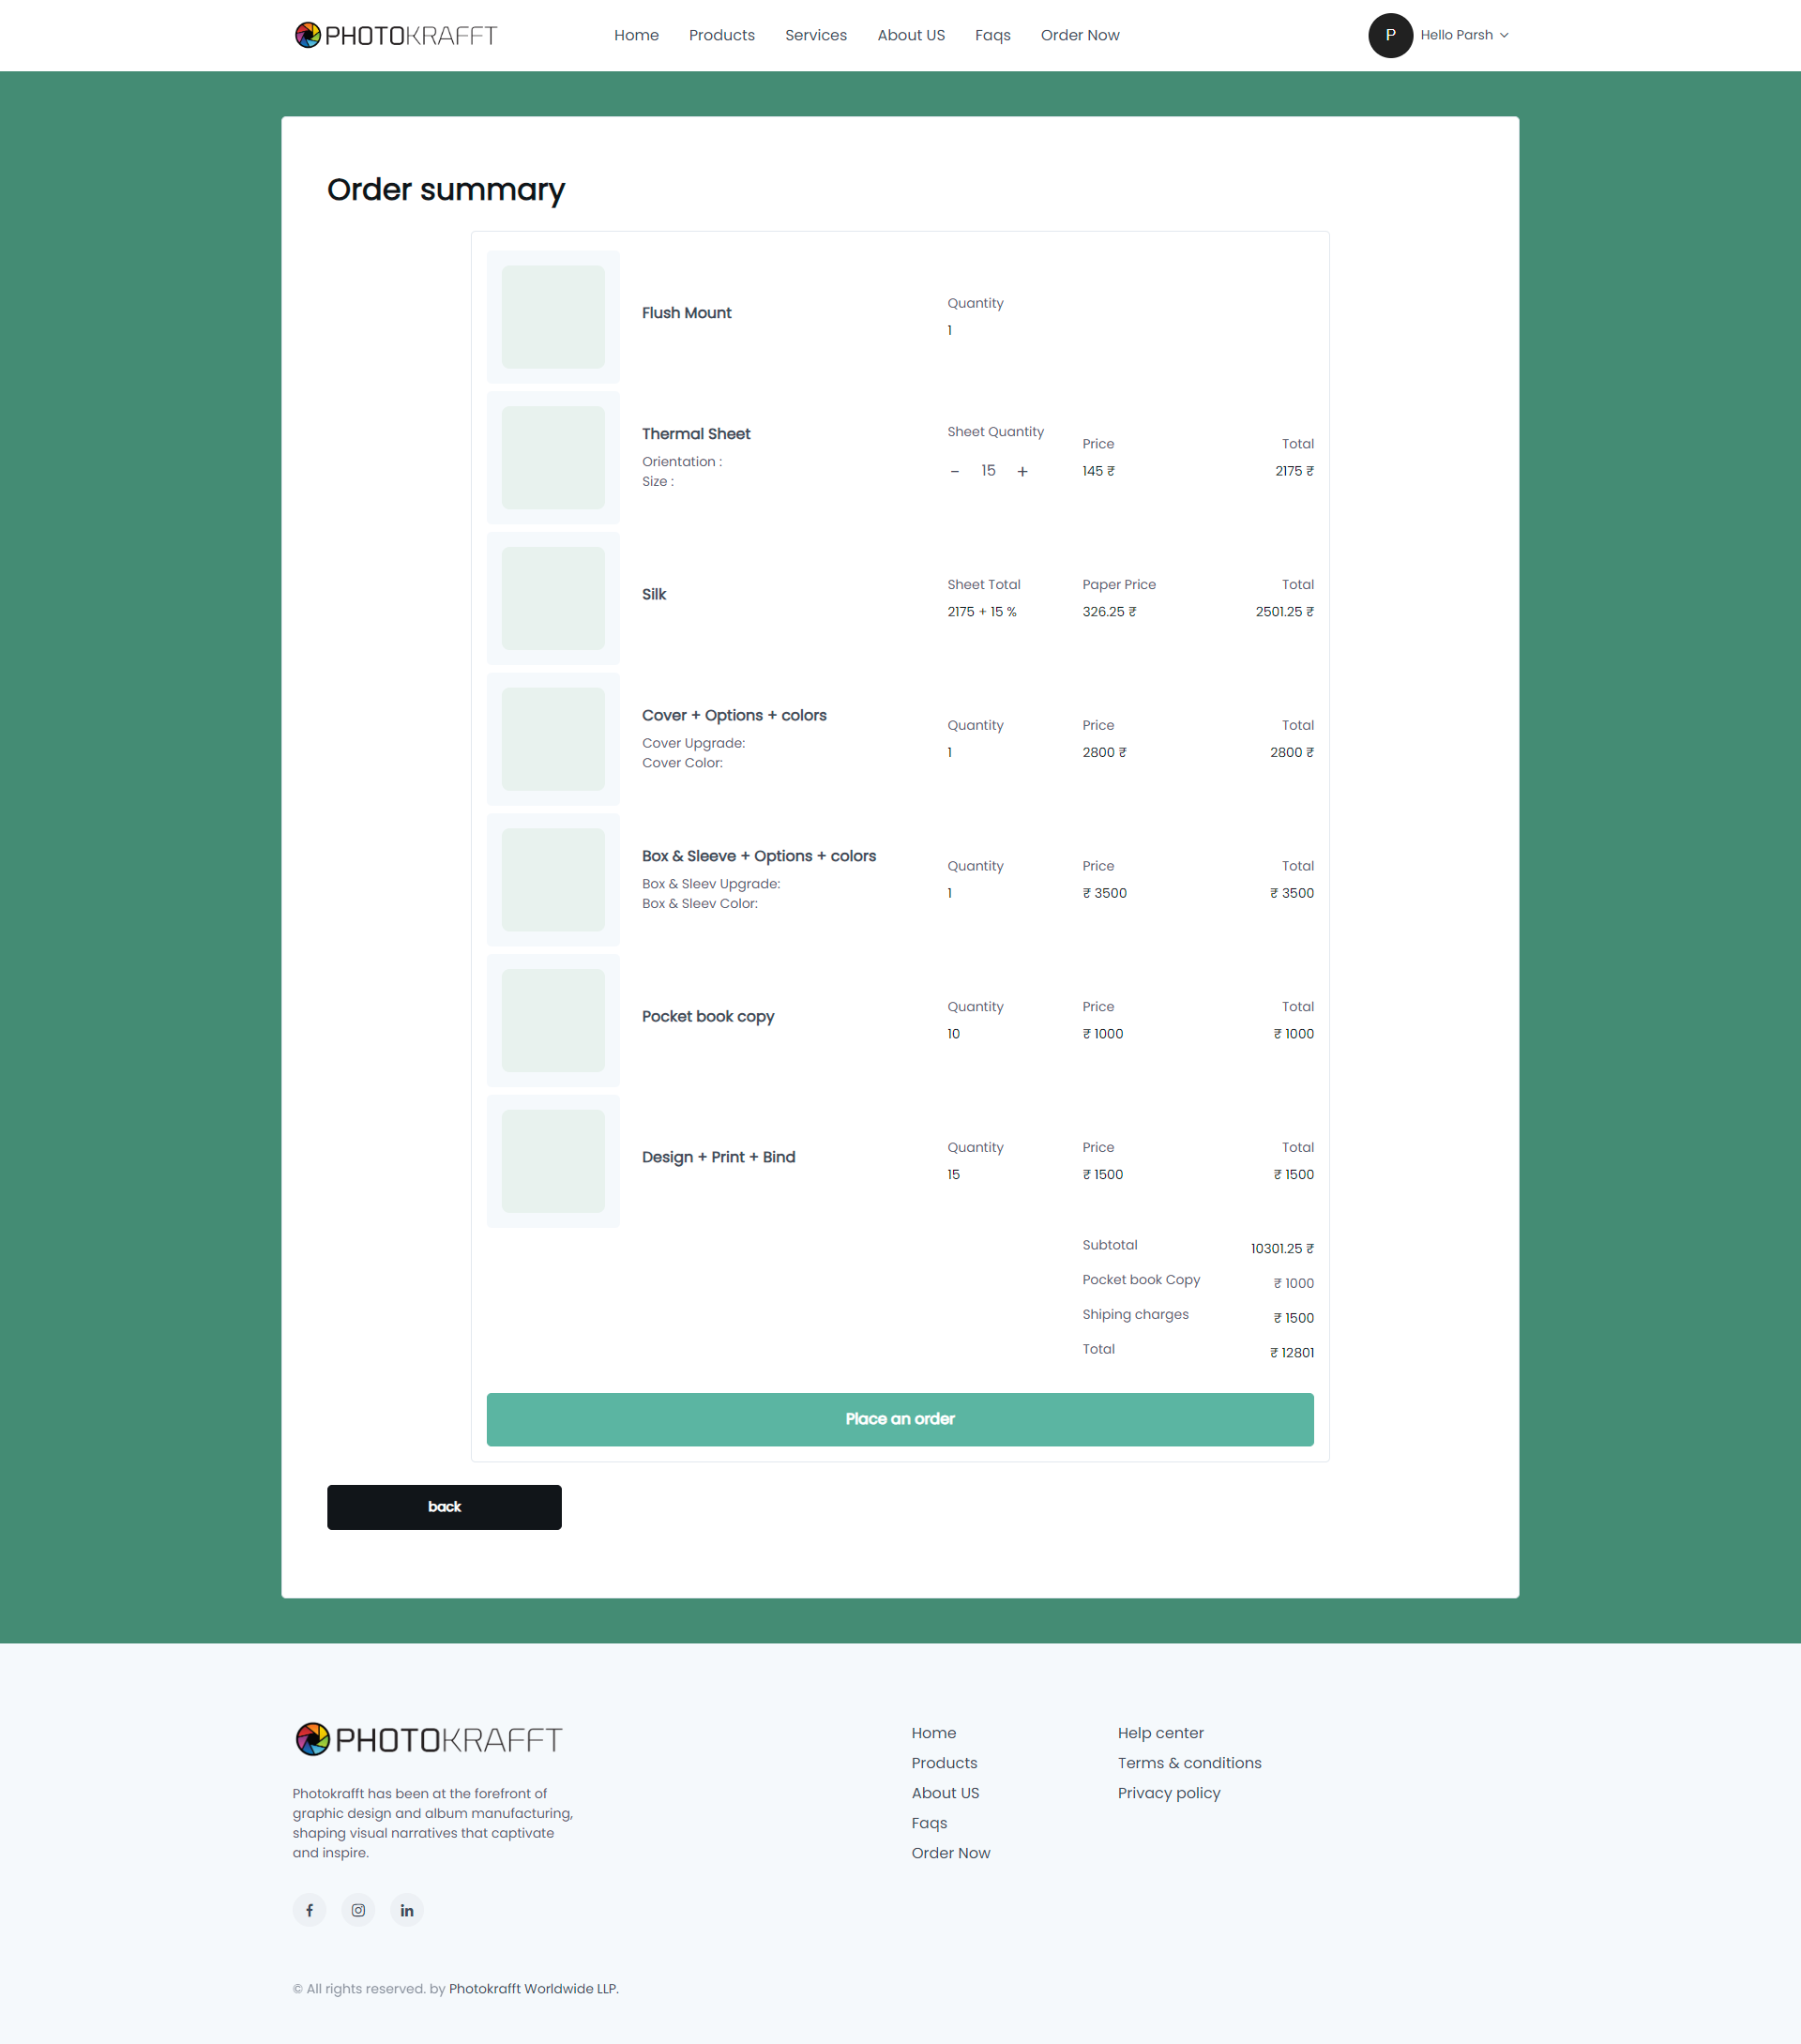 PHOTOKRAFFT
Home Products Services About US Faqs Order Now
P Hello Parsh
Order summary
Flush Mount
Quantity
1
Thermal Sheet
Orientation :
Size :
Sheet Quantity
- 15 +
Price
145 ₹
Total
2175 ₹
Silk
Sheet Total
2175 + 15 %
Paper Price
326.25 ₹
Total
2501.25 ₹
Cover + Options + colors
Cover Upgrade:
Cover Color:
Quantity
1
Price
2800 ₹
Total
2800 ₹
Box & Sleeve + Options + colors
Box & Sleev Upgrade:
Box & Sleev Color:
Quantity
1
Price
₹ 3500
Total
₹ 3500
Pocket book copy
Quantity
10
Price
₹ 1000
Total
₹ 1000
Design + Print + Bind
Quantity
15
Price
₹ 1500
Total
₹ 1500
Subtotal 10301.25 ₹
Pocket book Copy ₹ 1000
Shiping charges ₹ 1500
Total ₹ 12801
Place an order
back
PHOTOKRAFFT
Photokrafft has been at the forefront of
graphic design and album manufacturing,
shaping visual narratives that captivate
and inspire.
Home
Products
About US
Faqs
Order Now
Help center
Terms & conditions
Privacy policy
© All rights reserved. by Photokrafft Worldwide LLP.